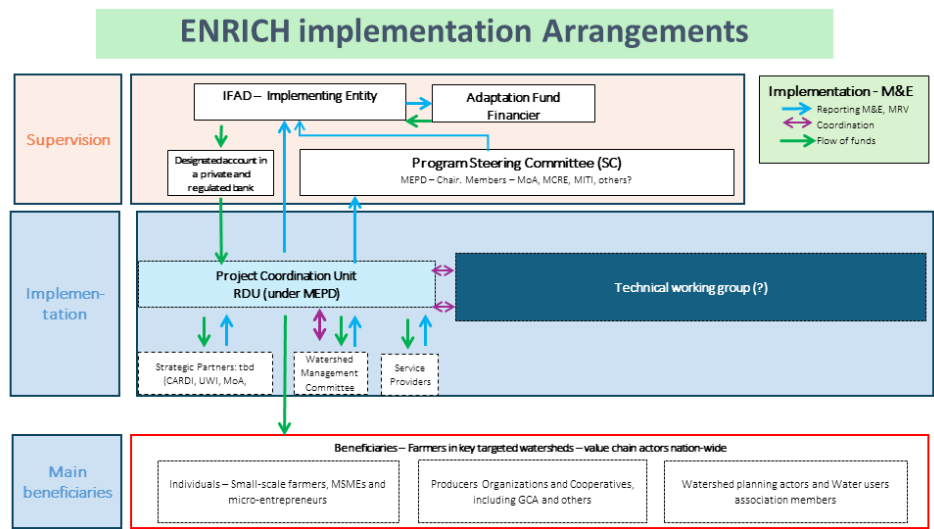 ENRICH implementation Arrangements
Supervision
IFAD – Implementing Entity
Adaptation Fund
Financier
Implementation - M&E
Reporting M&E, MRV
Coordination
Flow of funds
Designated account in
a private and
regulated bank
Program Steering Committee (SC)
MEPD – Chair. Members – MoA, MCRE, MITI, others?
Implemen-
tation
Project Coordination Unit
RDU (under MEPD)
Technical working group (?)
Strategic Partners: tbd
(CARDI, UWI, MoA,
Watershed
Management
Committee
Service
Providers
Main
beneficiaries
Beneficiaries – Farmers in key targeted watersheds – value chain actors nation-wide
Individuals – Small-scale farmers, MSMEs and
micro-entrepreneurs
Producers Organizations and Cooperatives,
including GCA and others
Watershed planning actors and Water users
association members